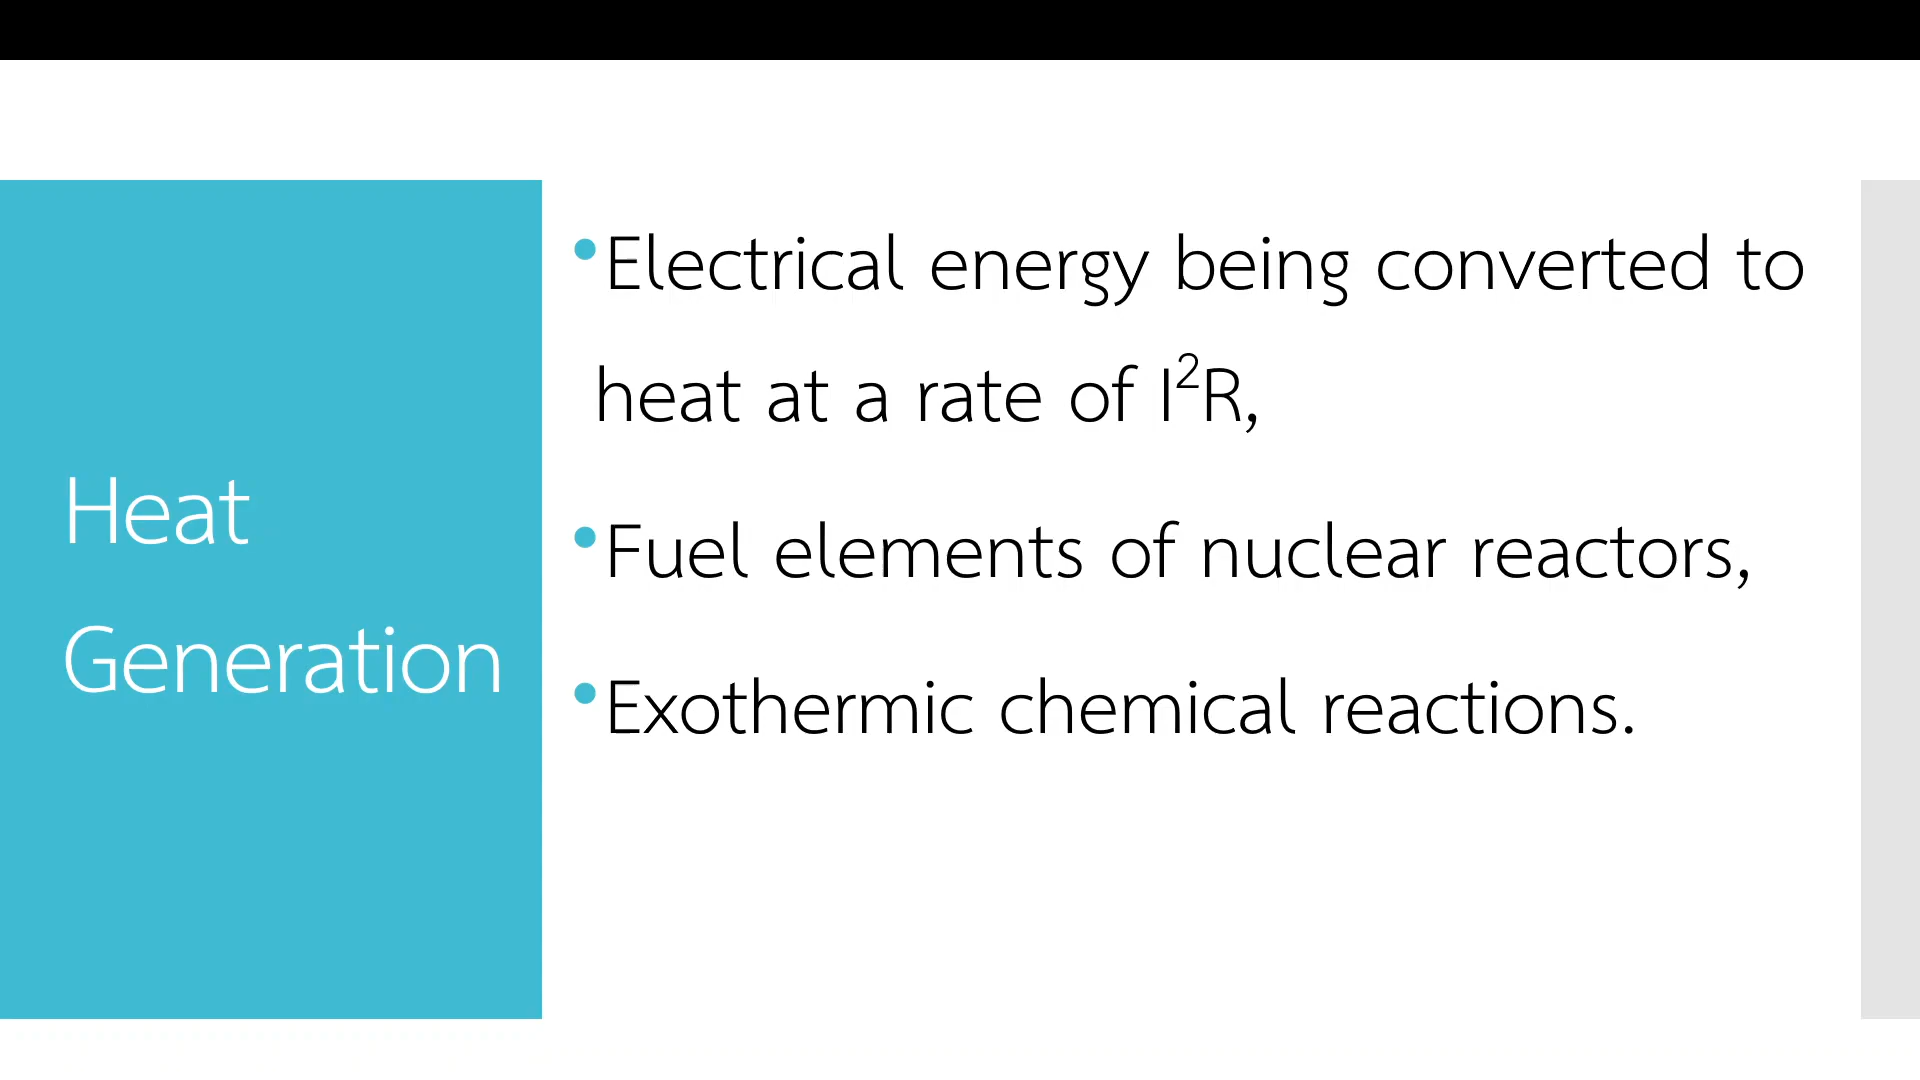 Heat
Generation
•Electrical energy being converted to
heat at a rate of I²R,
•Fuel elements of nuclear reactors,
•Exothermic chemical reactions.